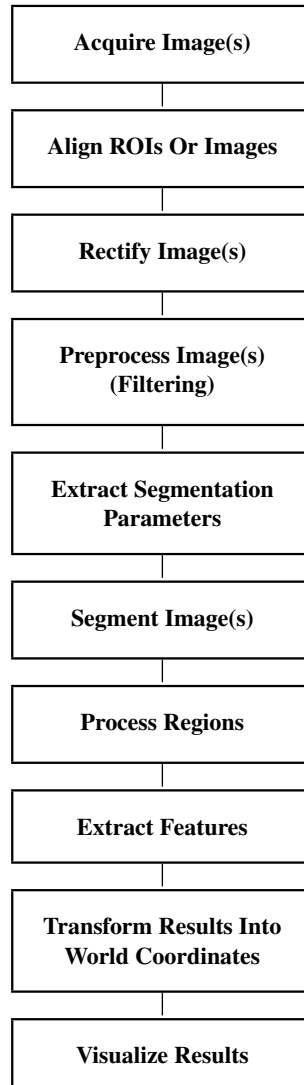 Acquire Image(s)
Align ROIs Or Images
Rectify Image(s)
Preprocess Image(s)
(Filtering)
Extract Segmentation
Parameters
Segment Image(s)
Process Regions
Extract Features
Transform Results Into
World Coordinates
Visualize Results